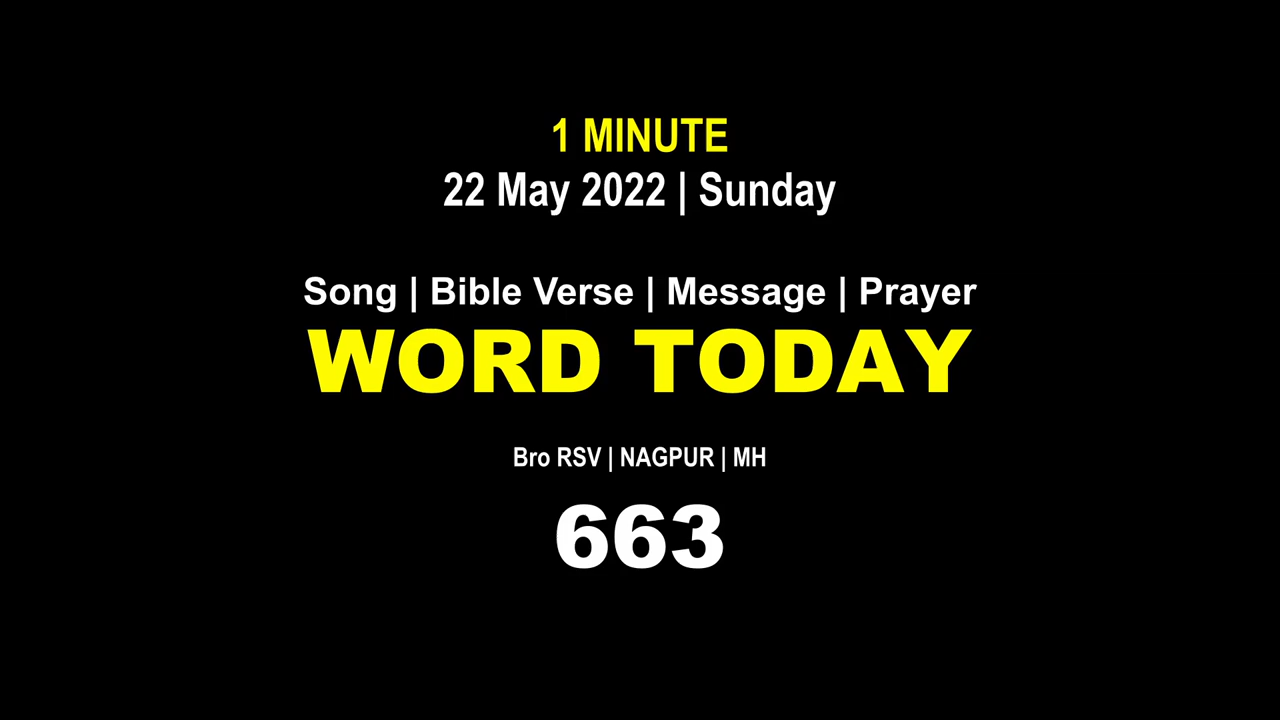 1 MINUTE
22 May 2022 | Sunday
Song | Bible Verse | Message | Prayer
WORD TODAY
Bro RSV | NAGPUR | MH
663